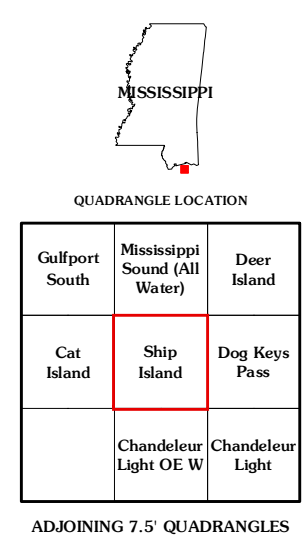 MISSISSIPPI
QUADRANGLE LOCATION
Gulfport
South
Mississippi
Sound (All
Water)
Deer
Island
Cat
Island
Ship
Island
Dog Keys
Pass
Chandeleur
Light OE W
Chandeleur
Light
ADJOINING 7.5' QUADRANGLES